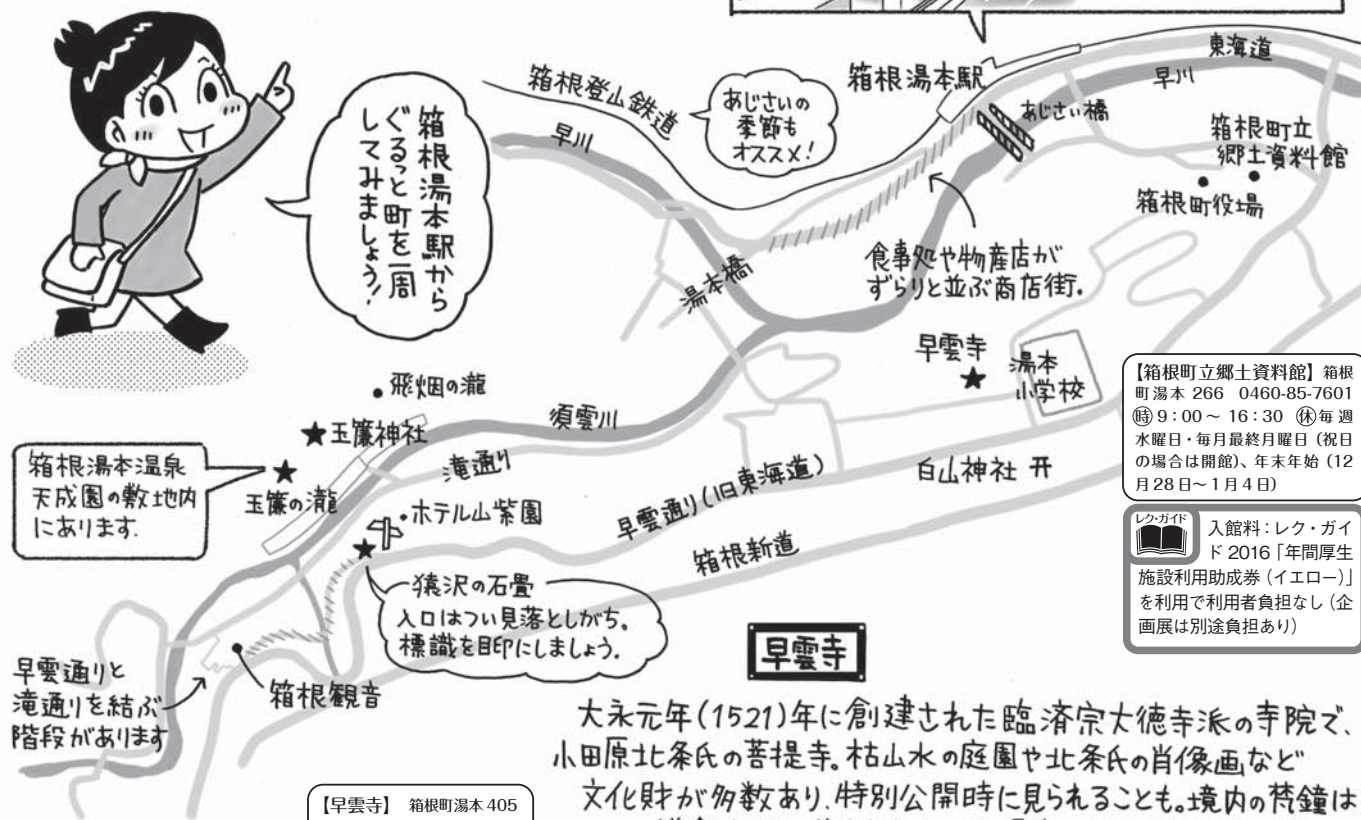 箱根湯本駅から
ぐるっと町を一周
してみましょう!
箱根登山鉄道
早川
あじさいの
季節も
オススメ!
箱根湯本駅
東海道
早川
あじさい橋
箱根町立
郷土資料館
箱根町役場
湯本橋
食事処や物産店が
ずらりと並ぶ商店街.
早雲寺
湯本
小学校
飛烟の瀧
玉簾神社
須雲川
滝通り
箱根湯本温泉
天成園の敷地内
にあります.
玉簾の瀧
ホテル山紫園
早雲通り(旧東海道)
白山神社
箱根新道
猿沢の石畳
入口はつい見落としがち。
標識を目印にしましょう。
早雲通りと
滝通りを結ぶ
階段があります
箱根観音
【箱根町立郷土資料館】箱根
町湯本 266 0460-85-7601
時 9:00 ~ 16:30 休 毎週
水曜日・毎月最終月曜日(祝日
の場合は開館)、年末年始(12
月28日~1月4日)
レク・ガイド
入館料:レク・ガイ
ド 2016「年間厚生
施設利用助成券(イエロー)」
を利用で利用者負担なし(企
画展は別途負担あり)
早雲寺
大永元年(1521)年に創建された臨済宗大徳寺派の寺院で、
小田原北条氏の菩提寺。枯山水の庭園や北条氏の肖像画など
文化財が多数あり、特別公開時に見られることも。境内の梵鐘は
【早雲寺】 箱根町湯本 405